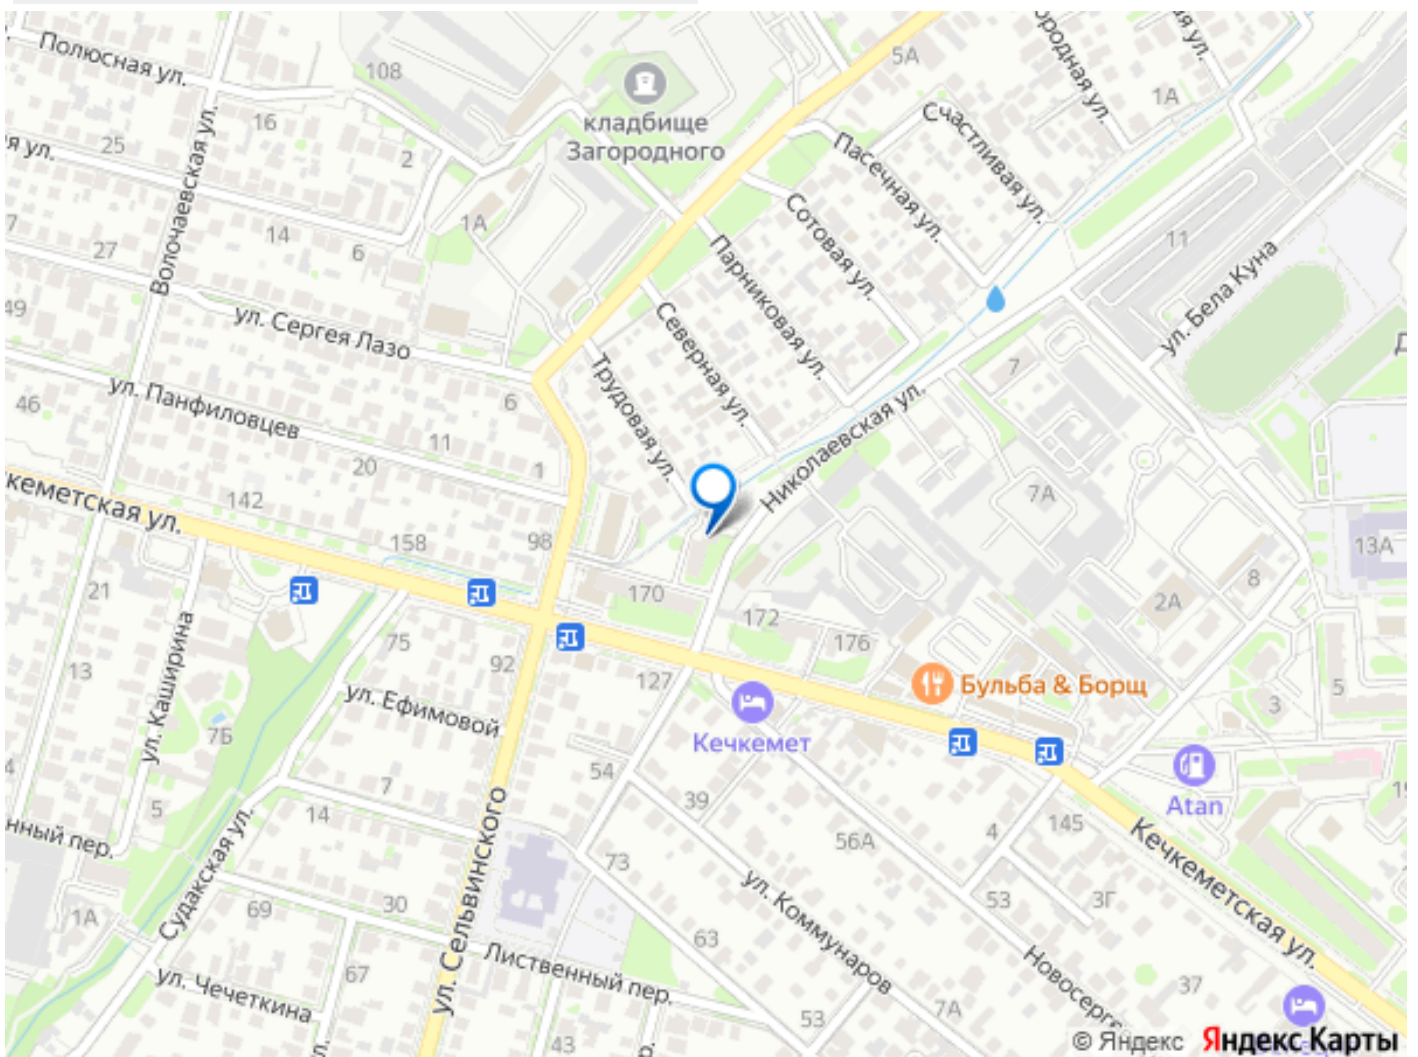 Полюсная ул.
108
5А
1А
кладбище
Загородного
16
25
2
Волочаевская ул.
Счастливая ул.
Пасечная ул.
Сотовая ул.
1А
14
6
27
11
ул. Бела Куна
Парниковая ул.
ул. Сергея Лазо
Северная ул.
49
7
Трудовая ул.
ул. Панфиловцев
46
6
11
20
1
Николаевская ул.
142
7А
кеметская ул.
158
98
13А
21
170
172
176
2А
8
75
92
127
Бульба & Борщ
13
ул. Каширина
ул. Ефимовой
7Б
Кечкемет
3
5
54
39
Atan
7
14
5
нный пер.
Судакская ул.
ул. Сельвинского
73
56А
4
145
Кечкеметская ул.
53
3Г
1А
69
30
63
ул. Коммунаров
Лиственный пер.
67
ул. Чечеткина
7А
37
53
43
© Яндекс Яндекс Карты